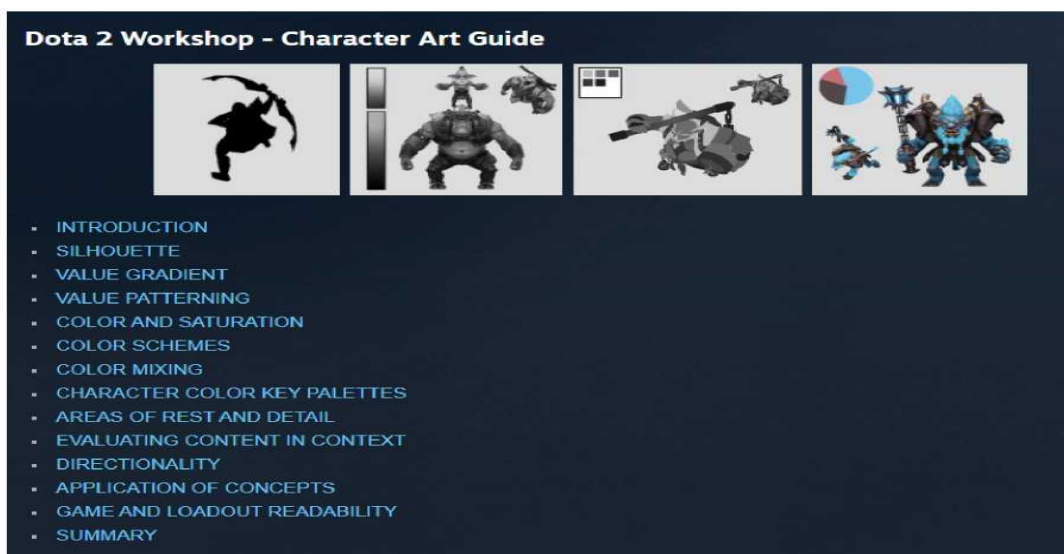 Dota 2 Workshop - Character Art Guide
INTRODUCTION
SILHOUETTE
VALUE GRADIENT
VALUE PATTERNING
COLOR AND SATURATION
COLOR SCHEMES
COLOR MIXING
CHARACTER COLOR KEY PALETTES
AREAS OF REST AND DETAIL
EVALUATING CONTENT IN CONTEXT
DIRECTIONALITY
APPLICATION OF CONCEPTS
GAME AND LOADOUT READABILITY
SUMMARY